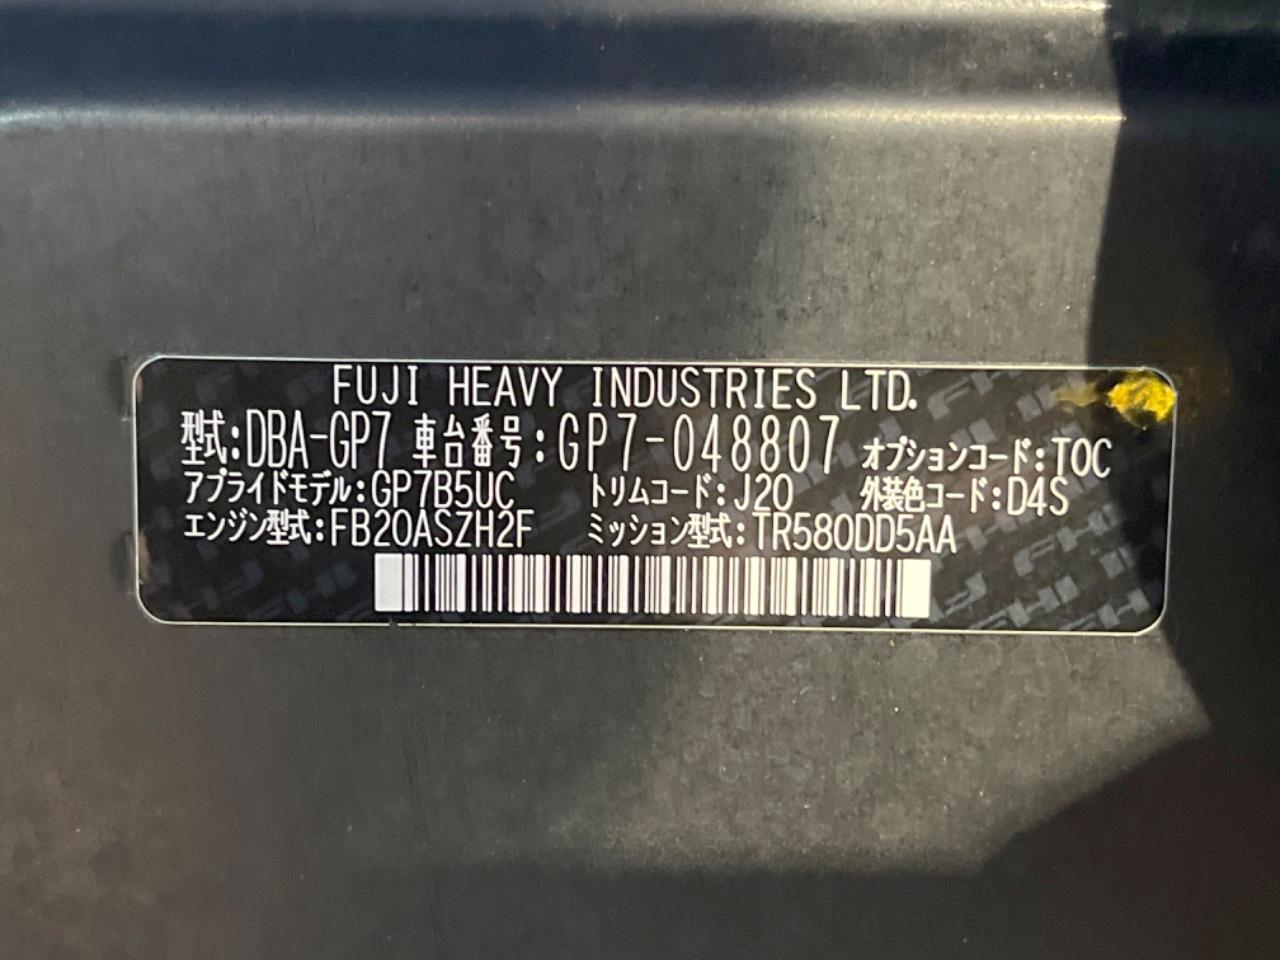 FUJI HEAVY INDUSTRIES LTD.
型式:DBA-GP7 車台番号:GP7-048807 オプションコード:TOC
アプライドモデル:GP7B5UC トリムコード:J20 外装色コード:D4S
エンジン型式:FB20ASZH2F ミッション型式:TR580DD5AA